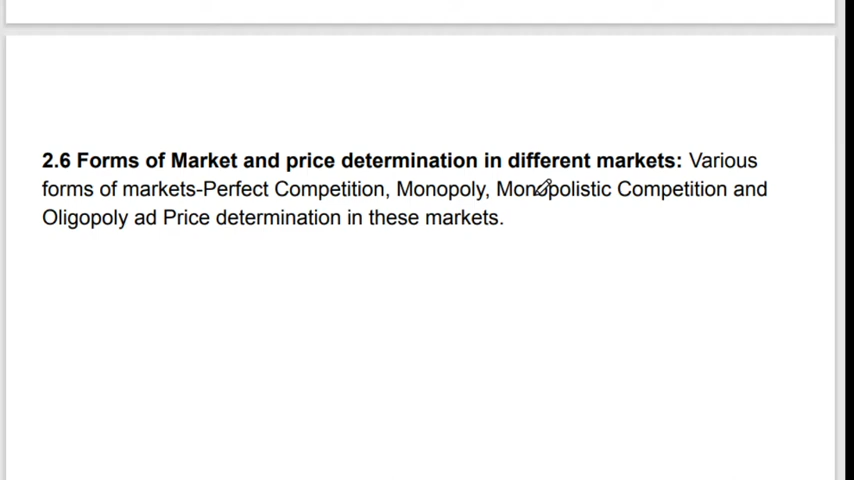 2.6 Forms of Market and price determination in different markets: Various
forms of markets-Perfect Competition, Monopoly, Monopolistic Competition and
Oligopoly ad Price determination in these markets.